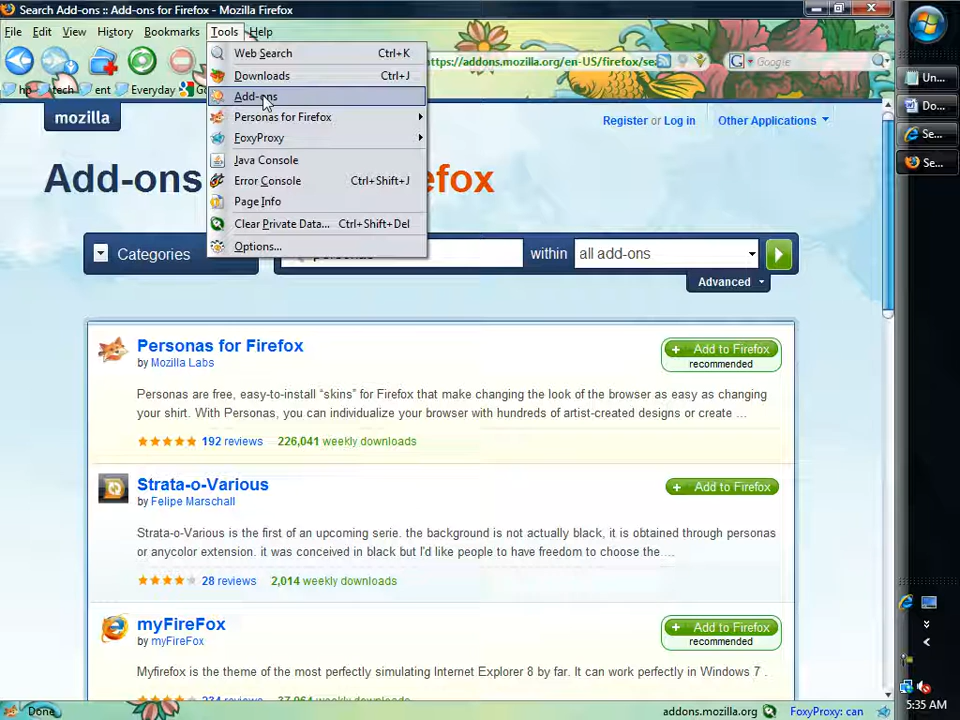 Search Add-ons :: Add-ons for Firefox - Mozilla Firefox
File Edit View History Bookmarks Tools Help
https://addons.mozilla.org/en-US/firefox/se
Google
hp tech ent Everyday
Web Search Ctrl+K
Downloads Ctrl+J
Add-ons
Personas for Firefox
FoxyProxy
Java Console
Error Console Ctrl+Shift+J
Page Info
Clear Private Data... Ctrl+Shift+Del
Options...
mozilla
Register or Log in
Other Applications
Add-ons efox
Categories
within
all add-ons
Advanced
Personas for Firefox
by Mozilla Labs
Add to Firefox
recommended
Personas are free, easy-to-install “skins” for Firefox that make changing the look of the browser as easy as changing
your shirt. With Personas, you can individualize your browser with hundreds of artist-created designs or create ...
192 reviews 226,041 weekly downloads
Strata-o-Various
by Felipe Marschall
Add to Firefox
Strata-o-Various is the first of an upcoming serie. the background is not actually black, it is obtained through personas
or anycolor extension. it was conceived in black but I'd like people to have freedom to choose the....
28 reviews 2,014 weekly downloads
myFireFox
by myFireFox
Add to Firefox
recommended
Myfirefox is the theme of the most perfectly simulating Internet Explorer 8 by far. It can work perfectly in Windows 7 .
Done
addons.mozilla.org
FoxyProxy: can
Un...
Do...
Se...
Se...
5:35 AM